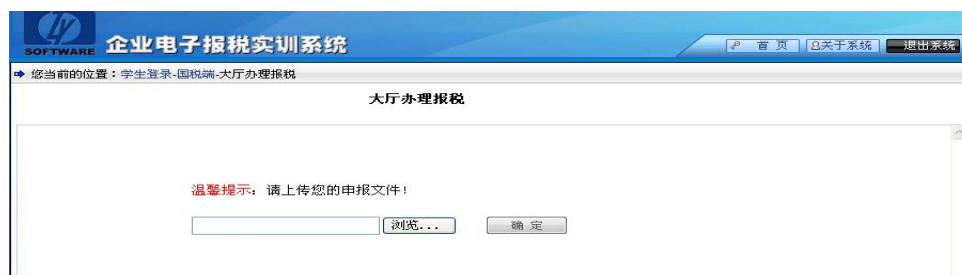 SOFTWARE 企业电子报税实训系统
首 页 关于系统 退出系统
您当前的位置：学生登录-国税端-大厅办理报税
大厅办理报税
温馨提示：请上传您的申报文件！
浏览... 确 定